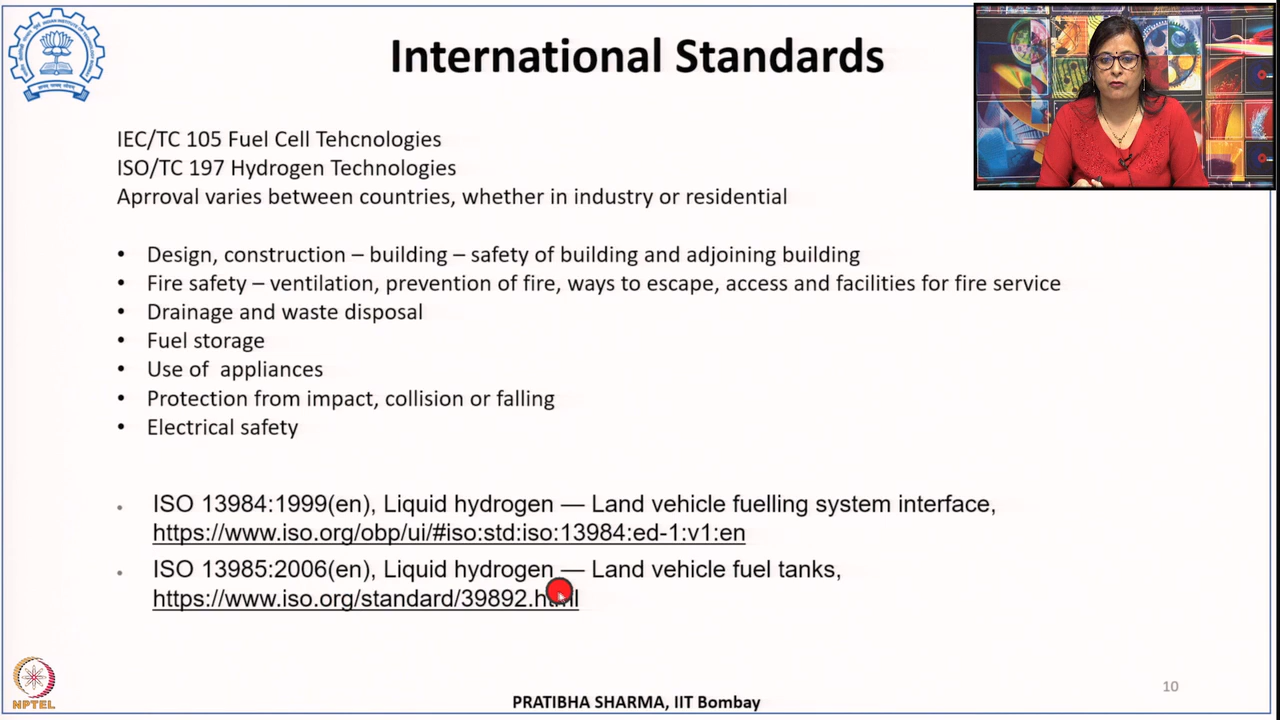 International Standards
IEC/TC 105 Fuel Cell Tehcnologies
ISO/TC 197 Hydrogen Technologies
Aprroval varies between countries, whether in industry or residential
• Design, construction – building – safety of building and adjoining building
• Fire safety – ventilation, prevention of fire, ways to escape, access and facilities for fire service
• Drainage and waste disposal
• Fuel storage
• Use of appliances
• Protection from impact, collision or falling
• Electrical safety
• ISO 13984:1999(en), Liquid hydrogen — Land vehicle fuelling system interface,
https://www.iso.org/obp/ui/#iso:std:iso:13984:ed-1:v1:en
• ISO 13985:2006(en), Liquid hydrogen — Land vehicle fuel tanks,
https://www.iso.org/standard/39892.html
NPTEL
PRATIBHA SHARMA, IIT Bombay
10